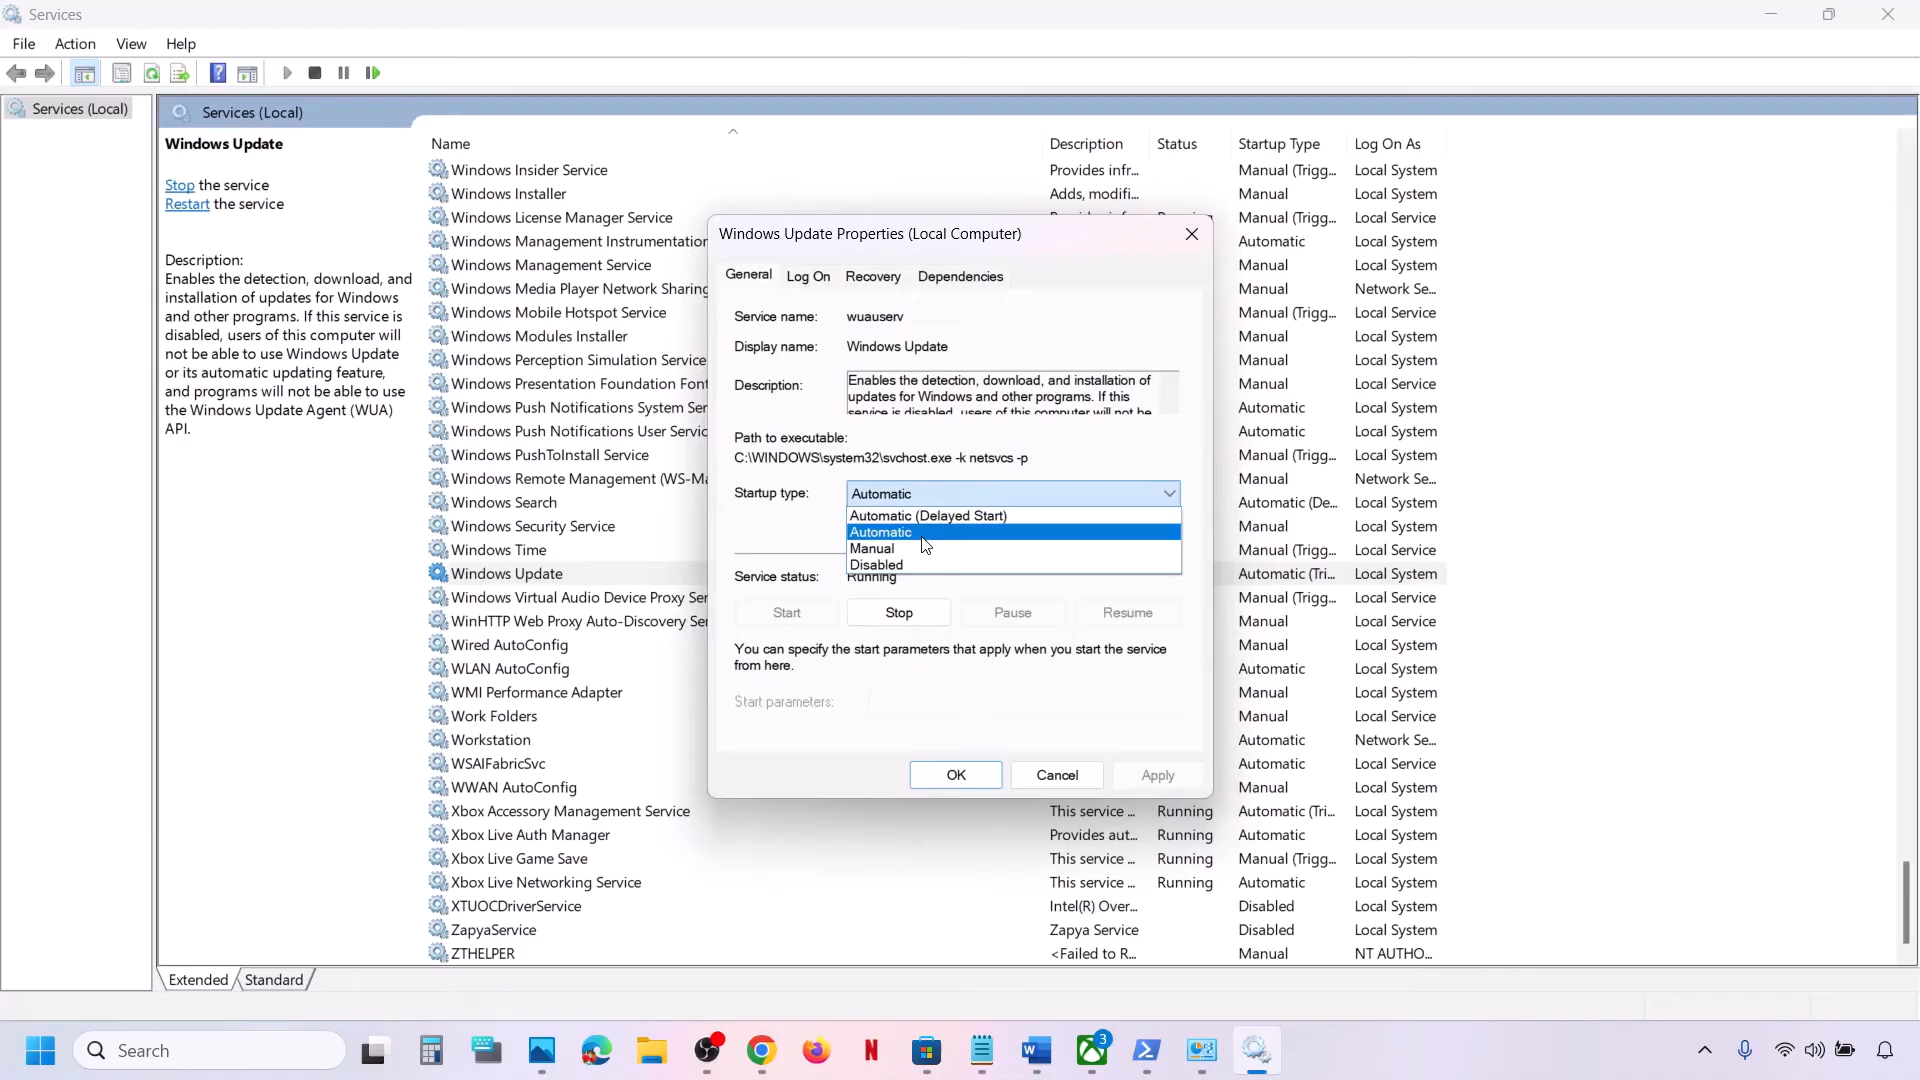 Services
File Action View Help
Services (Local)
Services (Local)
Windows Update
Stop the service
Restart the service
Description:
Enables the detection, download, and
installation of updates for Windows
and other programs. If this service is
disabled, users of this computer will
not be able to use Windows Update
or its automatic updating feature,
and programs will not be able to use
the Windows Update Agent (WUA)
API.
Name Description Status Startup Type Log On As
Windows Insider Service Provides infr... Manual (Trigg... Local System
Windows Installer Adds, modifi... Manual Local System
Windows License Manager Service Manual (Trigg... Local Service
Windows Management Instrumentation Automatic Local System
Windows Management Service Manual Local System
Windows Media Player Network Sharing Manual Network Se...
Windows Mobile Hotspot Service Manual (Trigg... Local Service
Windows Modules Installer Manual Local System
Windows Perception Simulation Service Manual Local System
Windows Presentation Foundation Font Manual Local Service
Windows Push Notifications System Ser Automatic Local System
Windows Push Notifications User Servic Automatic Local System
Windows PushToInstall Service Manual (Trigg... Local System
Windows Remote Management (WS-Ma Manual Network Se...
Windows Search Automatic (De... Local System
Windows Security Service Manual Local System
Windows Time Manual (Trigg... Local Service
Windows Update Automatic (Tri... Local System
Windows Virtual Audio Device Proxy Ser Manual (Trigg... Local Service
WinHTTP Web Proxy Auto-Discovery Ser Manual Local Service
Wired AutoConfig Manual Local System
WLAN AutoConfig Automatic Local System
WMI Performance Adapter Manual Local System
Work Folders Manual Local Service
Workstation Automatic Network Se...
WSAIFabricSvc Automatic Local Service
WWAN AutoConfig Manual Local System
Xbox Accessory Management Service This service ... Running Automatic (Tri... Local System
Xbox Live Auth Manager Provides aut... Running Automatic Local System
Xbox Live Game Save This service ... Running Manual (Trigg... Local System
Xbox Live Networking Service This service ... Running Automatic Local System
XTUOCDriverService Intel(R) Over... Disabled Local System
ZapyaService Zapya Service Disabled Local System
ZTHELPER <Failed to R... Manual NT AUTHO...
Windows Update Properties (Local Computer)
General Log On Recovery Dependencies
Service name: wuauserv
Display name: Windows Update
Description: Enables the detection, download, and installation of
updates for Windows and other programs. If this
service is disabled, users of this computer will not be
Path to executable:
C:\WINDOWS\system32\svchost.exe -k netsvcs -p
Startup type: Automatic
Automatic (Delayed Start)
Automatic
Manual
Disabled
Service status: Running
Start Stop Pause Resume
You can specify the start parameters that apply when you start the service
from here.
Start parameters:
OK Cancel Apply
Extended Standard
Search
3